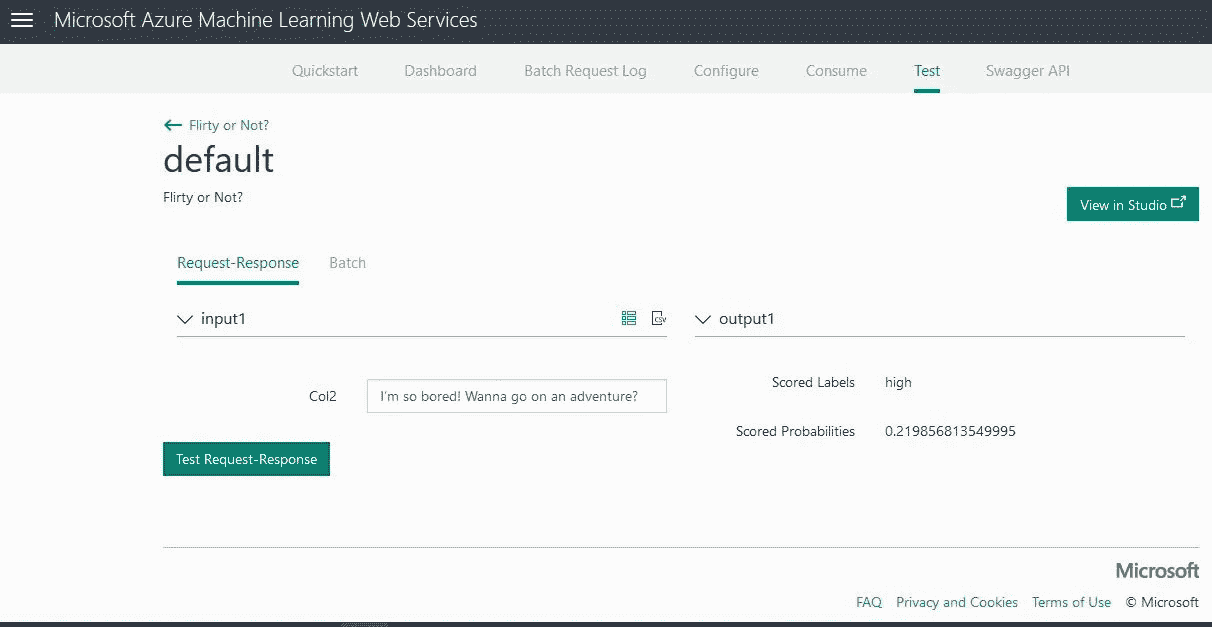 Microsoft Azure Machine Learning Web Services
Quickstart Dashboard Batch Request Log Configure Consume Test Swagger API
Flirty or Not?
default
Flirty or Not?
View in Studio
Request-Response Batch
input1 CSV output1
Col2 I'm so bored! Wanna go on an adventure? Scored Labels high
Scored Probabilities 0.219856813549995
Test Request-Response
Microsoft
FAQ Privacy and Cookies Terms of Use © Microsoft